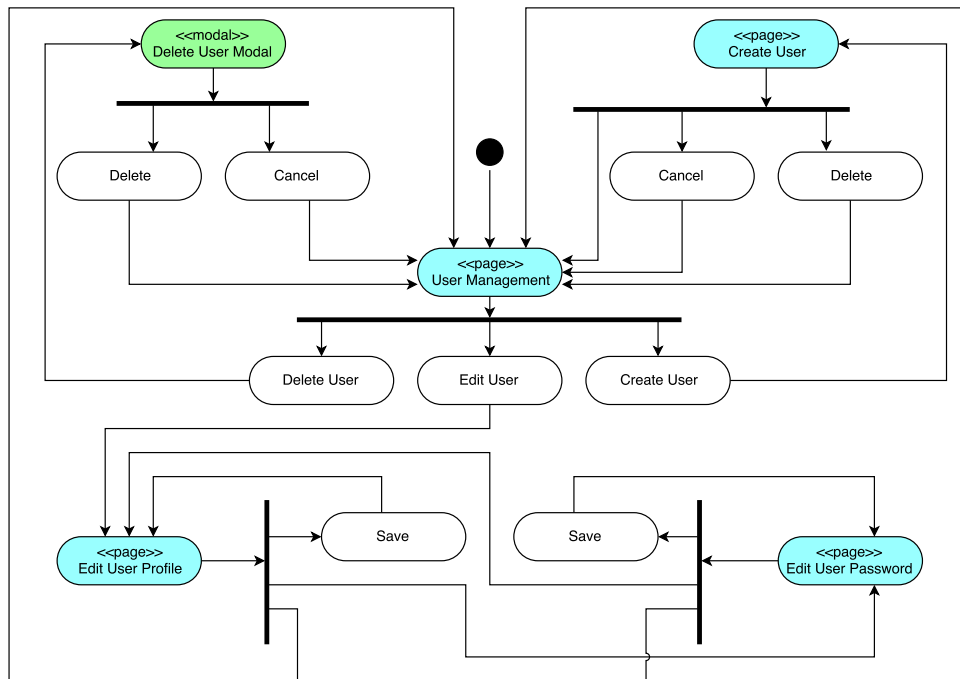 <<modal>>
Delete User Modal
<<page>>
Create User
Delete
Cancel
Cancel
Delete
<<page>>
User Management
Delete User
Edit User
Create User
<<page>>
Edit User Profile
Save
Save
<<page>>
Edit User Password